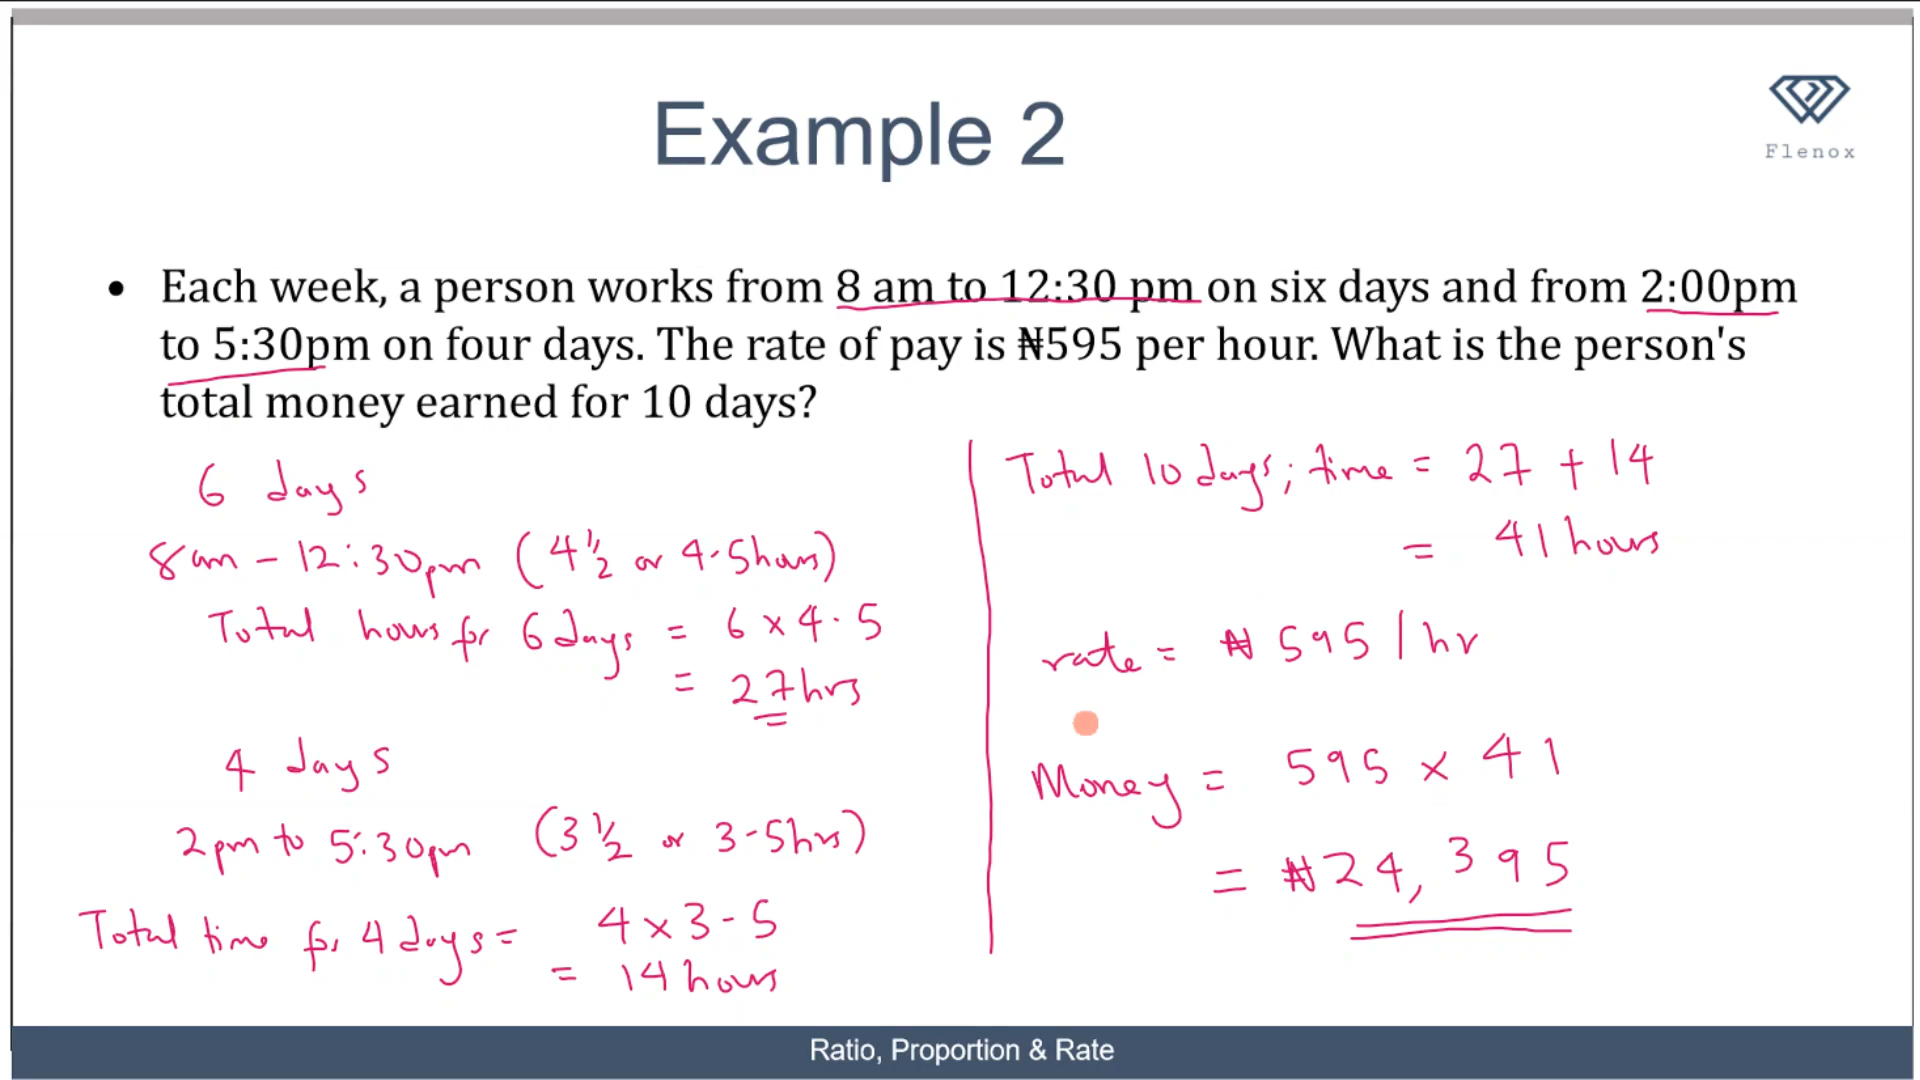 Example 2
Flenox
• Each week, a person works from 8 am to 12:30 pm on six days and from 2:00pm
to 5:30pm on four days. The rate of pay is ₦595 per hour. What is the person's
total money earned for 10 days?
6 days
8am - 12:30pm (4½ or 4.5hours)
Total hours for 6 days = 6 × 4.5
= 27hrs
4 days
2pm to 5:30pm (3½ or 3.5hrs)
Total time for 4 days = 4 × 3.5
= 14 hours
Total 10 days; time = 27 + 14
= 41 hours
rate = ₦ 595 / hr
Money = 595 × 41
= ₦24,395
Ratio, Proportion & Rate